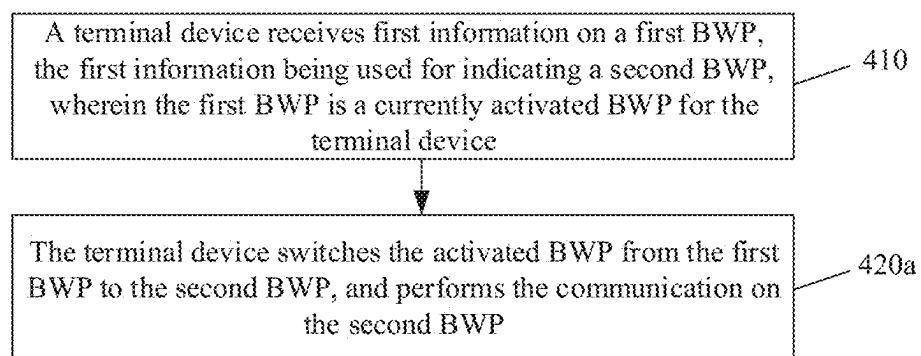 A terminal device receives first information on a first BWP,
the first information being used for indicating a second BWP,
wherein the first BWP is a currently activated BWP for the
terminal device
410
The terminal device switches the activated BWP from the first
BWP to the second BWP, and performs the communication on
the second BWP
420a